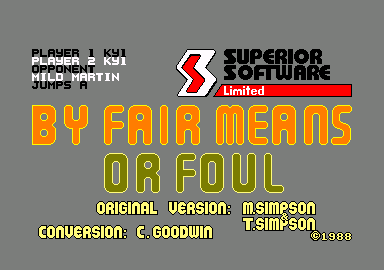 PLAYER 1 KY1
PLAYER 2 KY1
OPPONENT
MILD MARTIN
JUMPS A
SUPERIOR
SOFTWARE
Limited
BY FAIR MEANS
OR FOUL
ORIGINAL VERSION: M.SIMPSON
&
T.SIMPSON
CONVERSION: C. GOODWIN
©1988